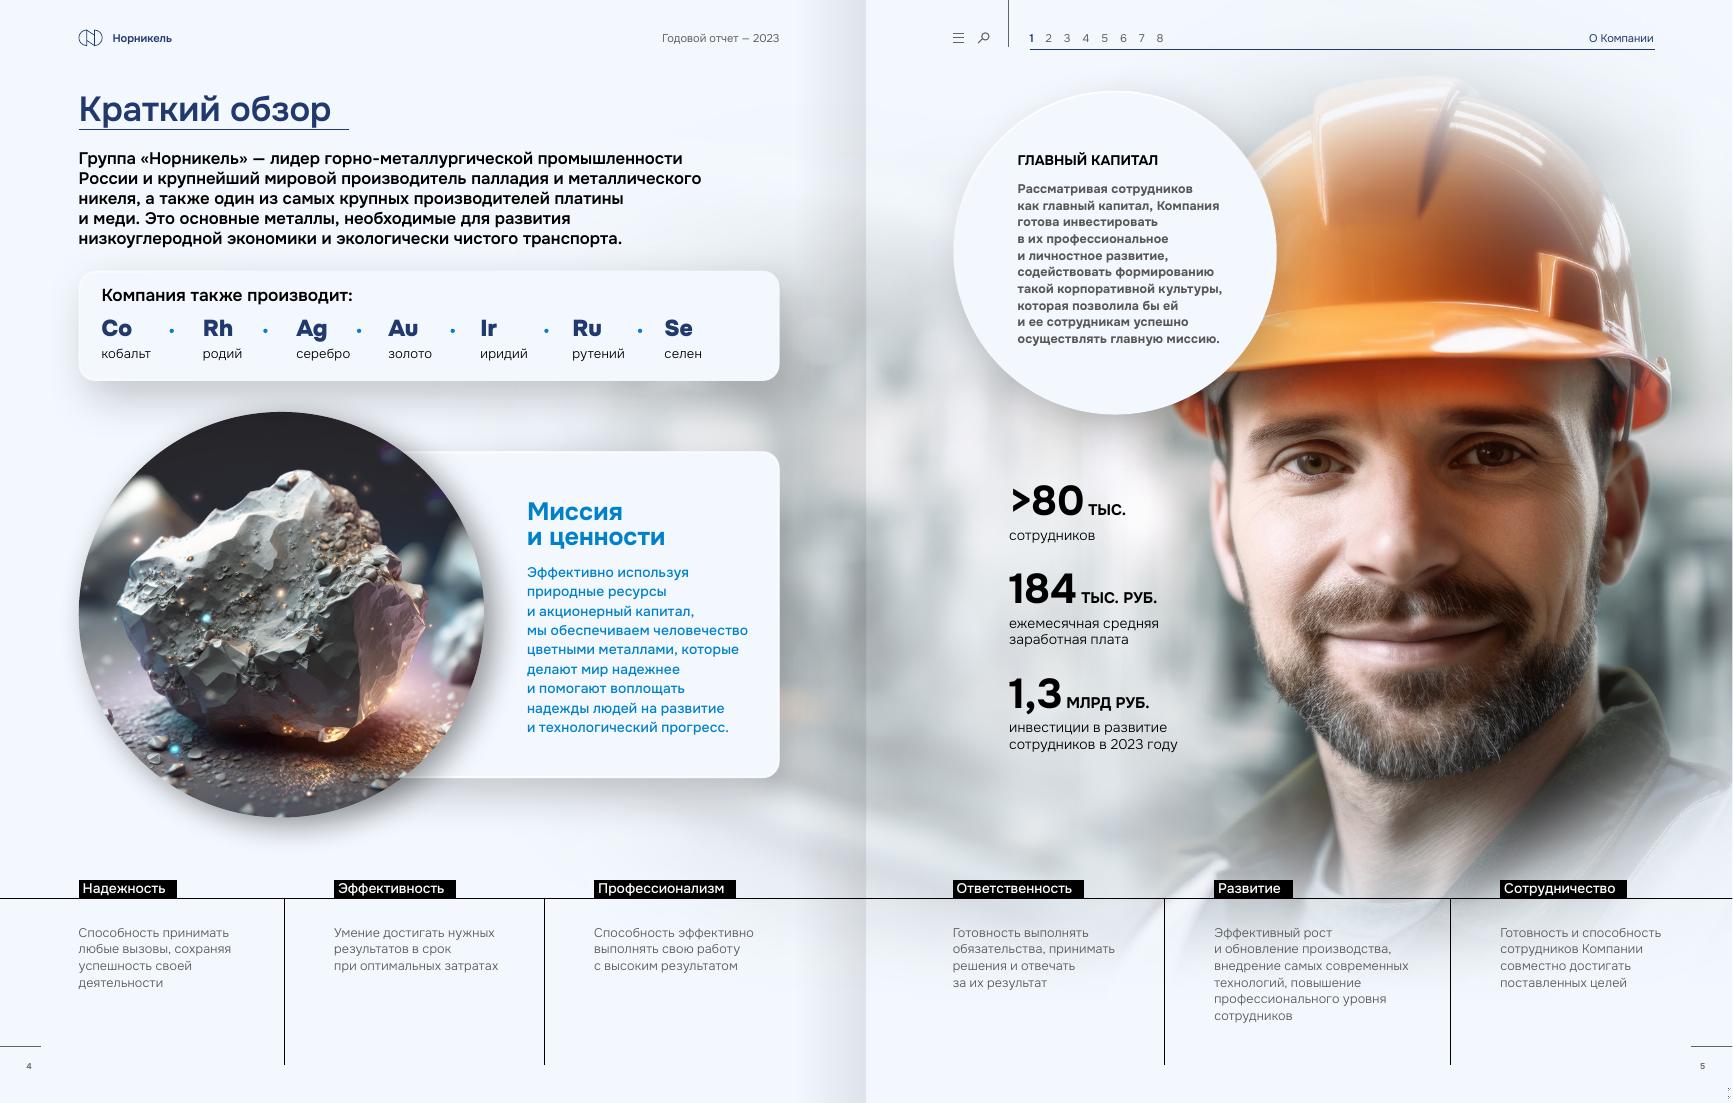 Норникель
Годовой отчет — 2023
Краткий обзор
Группа «Норникель» — лидер горно-металлургической промышленности
России и крупнейший мировой производитель палладия и металлического
никеля, а также один из самых крупных производителей платины
и меди. Это основные металлы, необходимые для развития
низкоуглеродной экономики и экологически чистого транспорта.
Компания также производит:
Co • Rh • Ag • Au • Ir • Ru • Se
кобальт родий серебро золото иридий рутений селен
Миссия
и ценности
Эффективно используя
природные ресурсы
и акционерный капитал,
мы обеспечиваем человечество
цветными металлами, которые
делают мир надежнее
и помогают воплощать
надежды людей на развитие
и технологический прогресс.
Надежность
Способность принимать
любые вызовы, сохраняя
успешность своей
деятельности
Эффективность
Умение достигать нужных
результатов в срок
при оптимальных затратах
Профессионализм
Способность эффективно
выполнять свою работу
с высоким результатом
4
1 2 3 4 5 6 7 8
О Компании
ГЛАВНЫЙ КАПИТАЛ
Рассматривая сотрудников
как главный капитал, Компания
готова инвестировать
в их профессиональное
и личностное развитие,
содействовать формированию
такой корпоративной культуры,
которая позволила бы ей
и ее сотрудникам успешно
осуществлять главную миссию.
>80 ТЫС.
сотрудников
184 ТЫС. РУБ.
ежемесячная средняя
заработная плата
1,3 МЛРД РУБ.
инвестиции в развитие
сотрудников в 2023 году
Ответственность
Готовность выполнять
обязательства, принимать
решения и отвечать
за их результат
Развитие
Эффективный рост
и обновление производства,
внедрение самых современных
технологий, повышение
профессионального уровня
сотрудников
Сотрудничество
Готовность и способность
сотрудников Компании
совместно достигать
поставленных целей
5